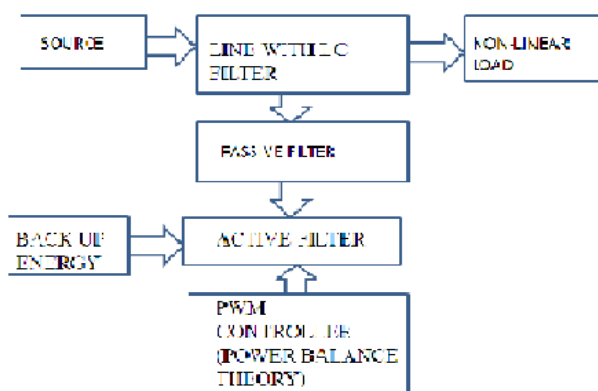 SOURCE
LINE WITH LC
FILTER
NON-LINEAR
LOAD
PASSIVE FILTER
BACK UP
ENERGY
ACTIVE FILTER
PWM
CONTROLLER
(POWER BALANCE
THEORY)